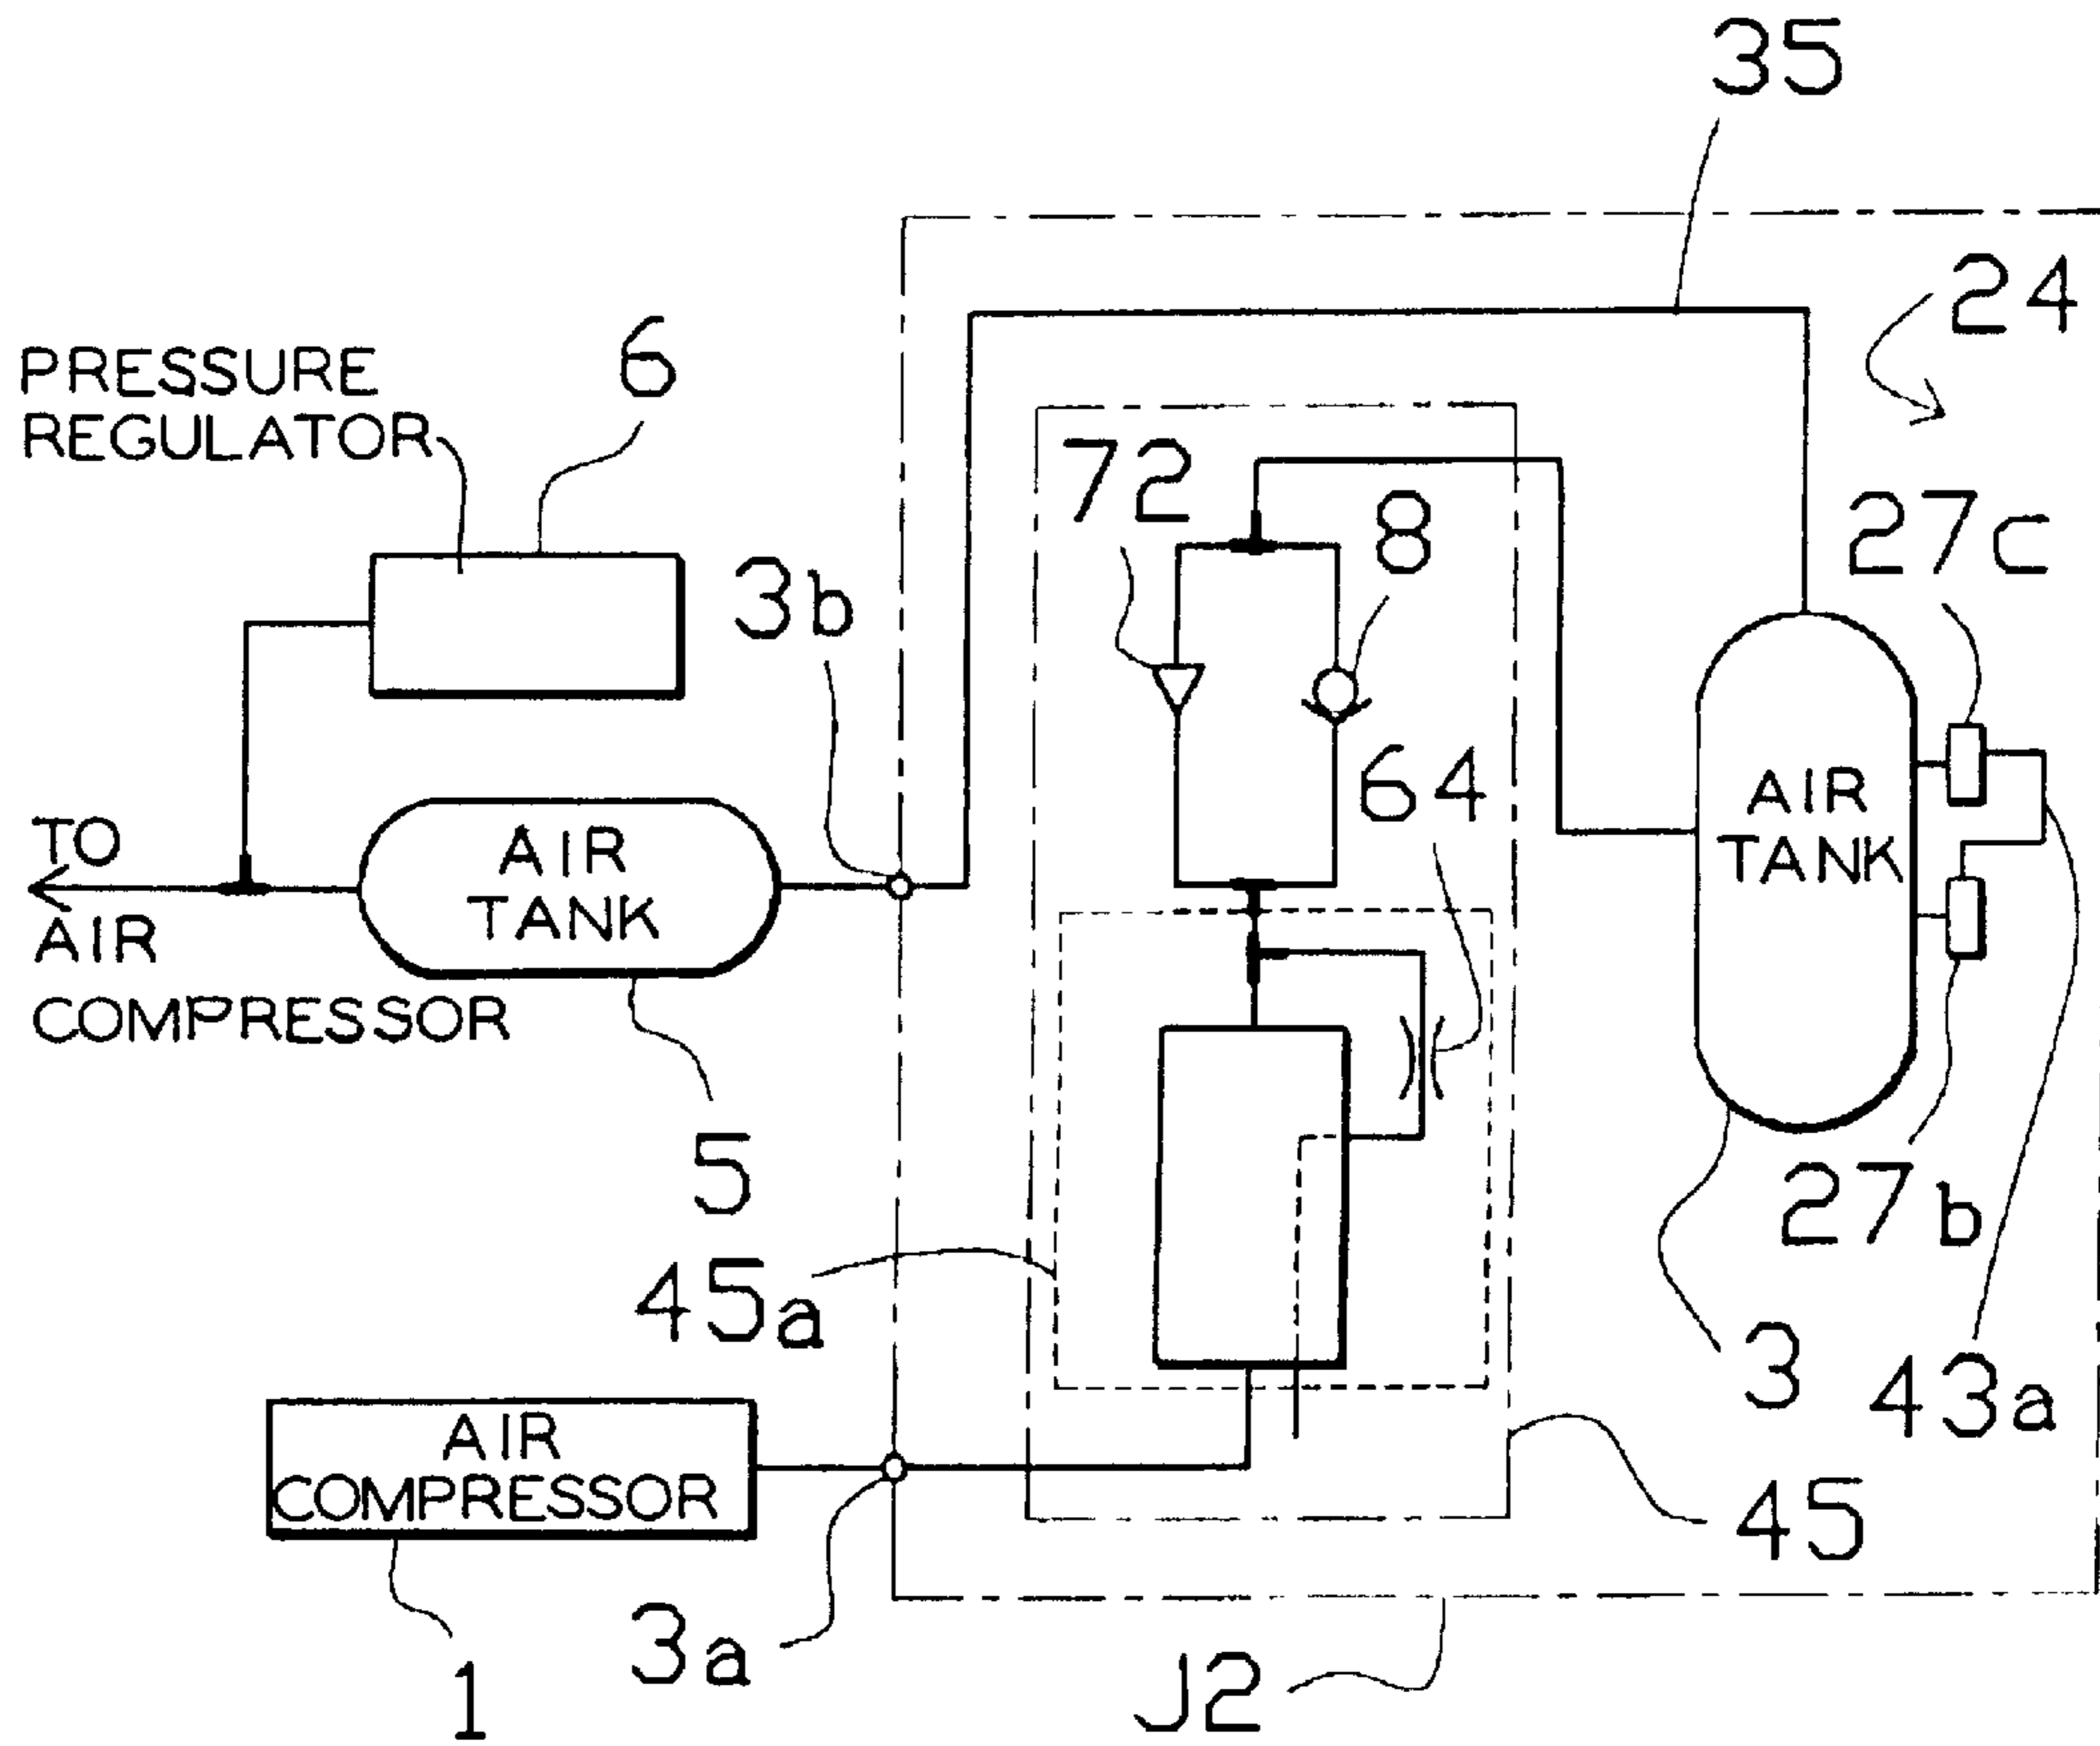 35
24
PRESSURE
REGULATOR
6
72
8
27c
3b
64
AIR
TANK
AIR
TANK
TO
AIR
COMPRESSOR
5
27b
45a
3
43a
AIR
COMPRESSOR
45
3a
1
J2